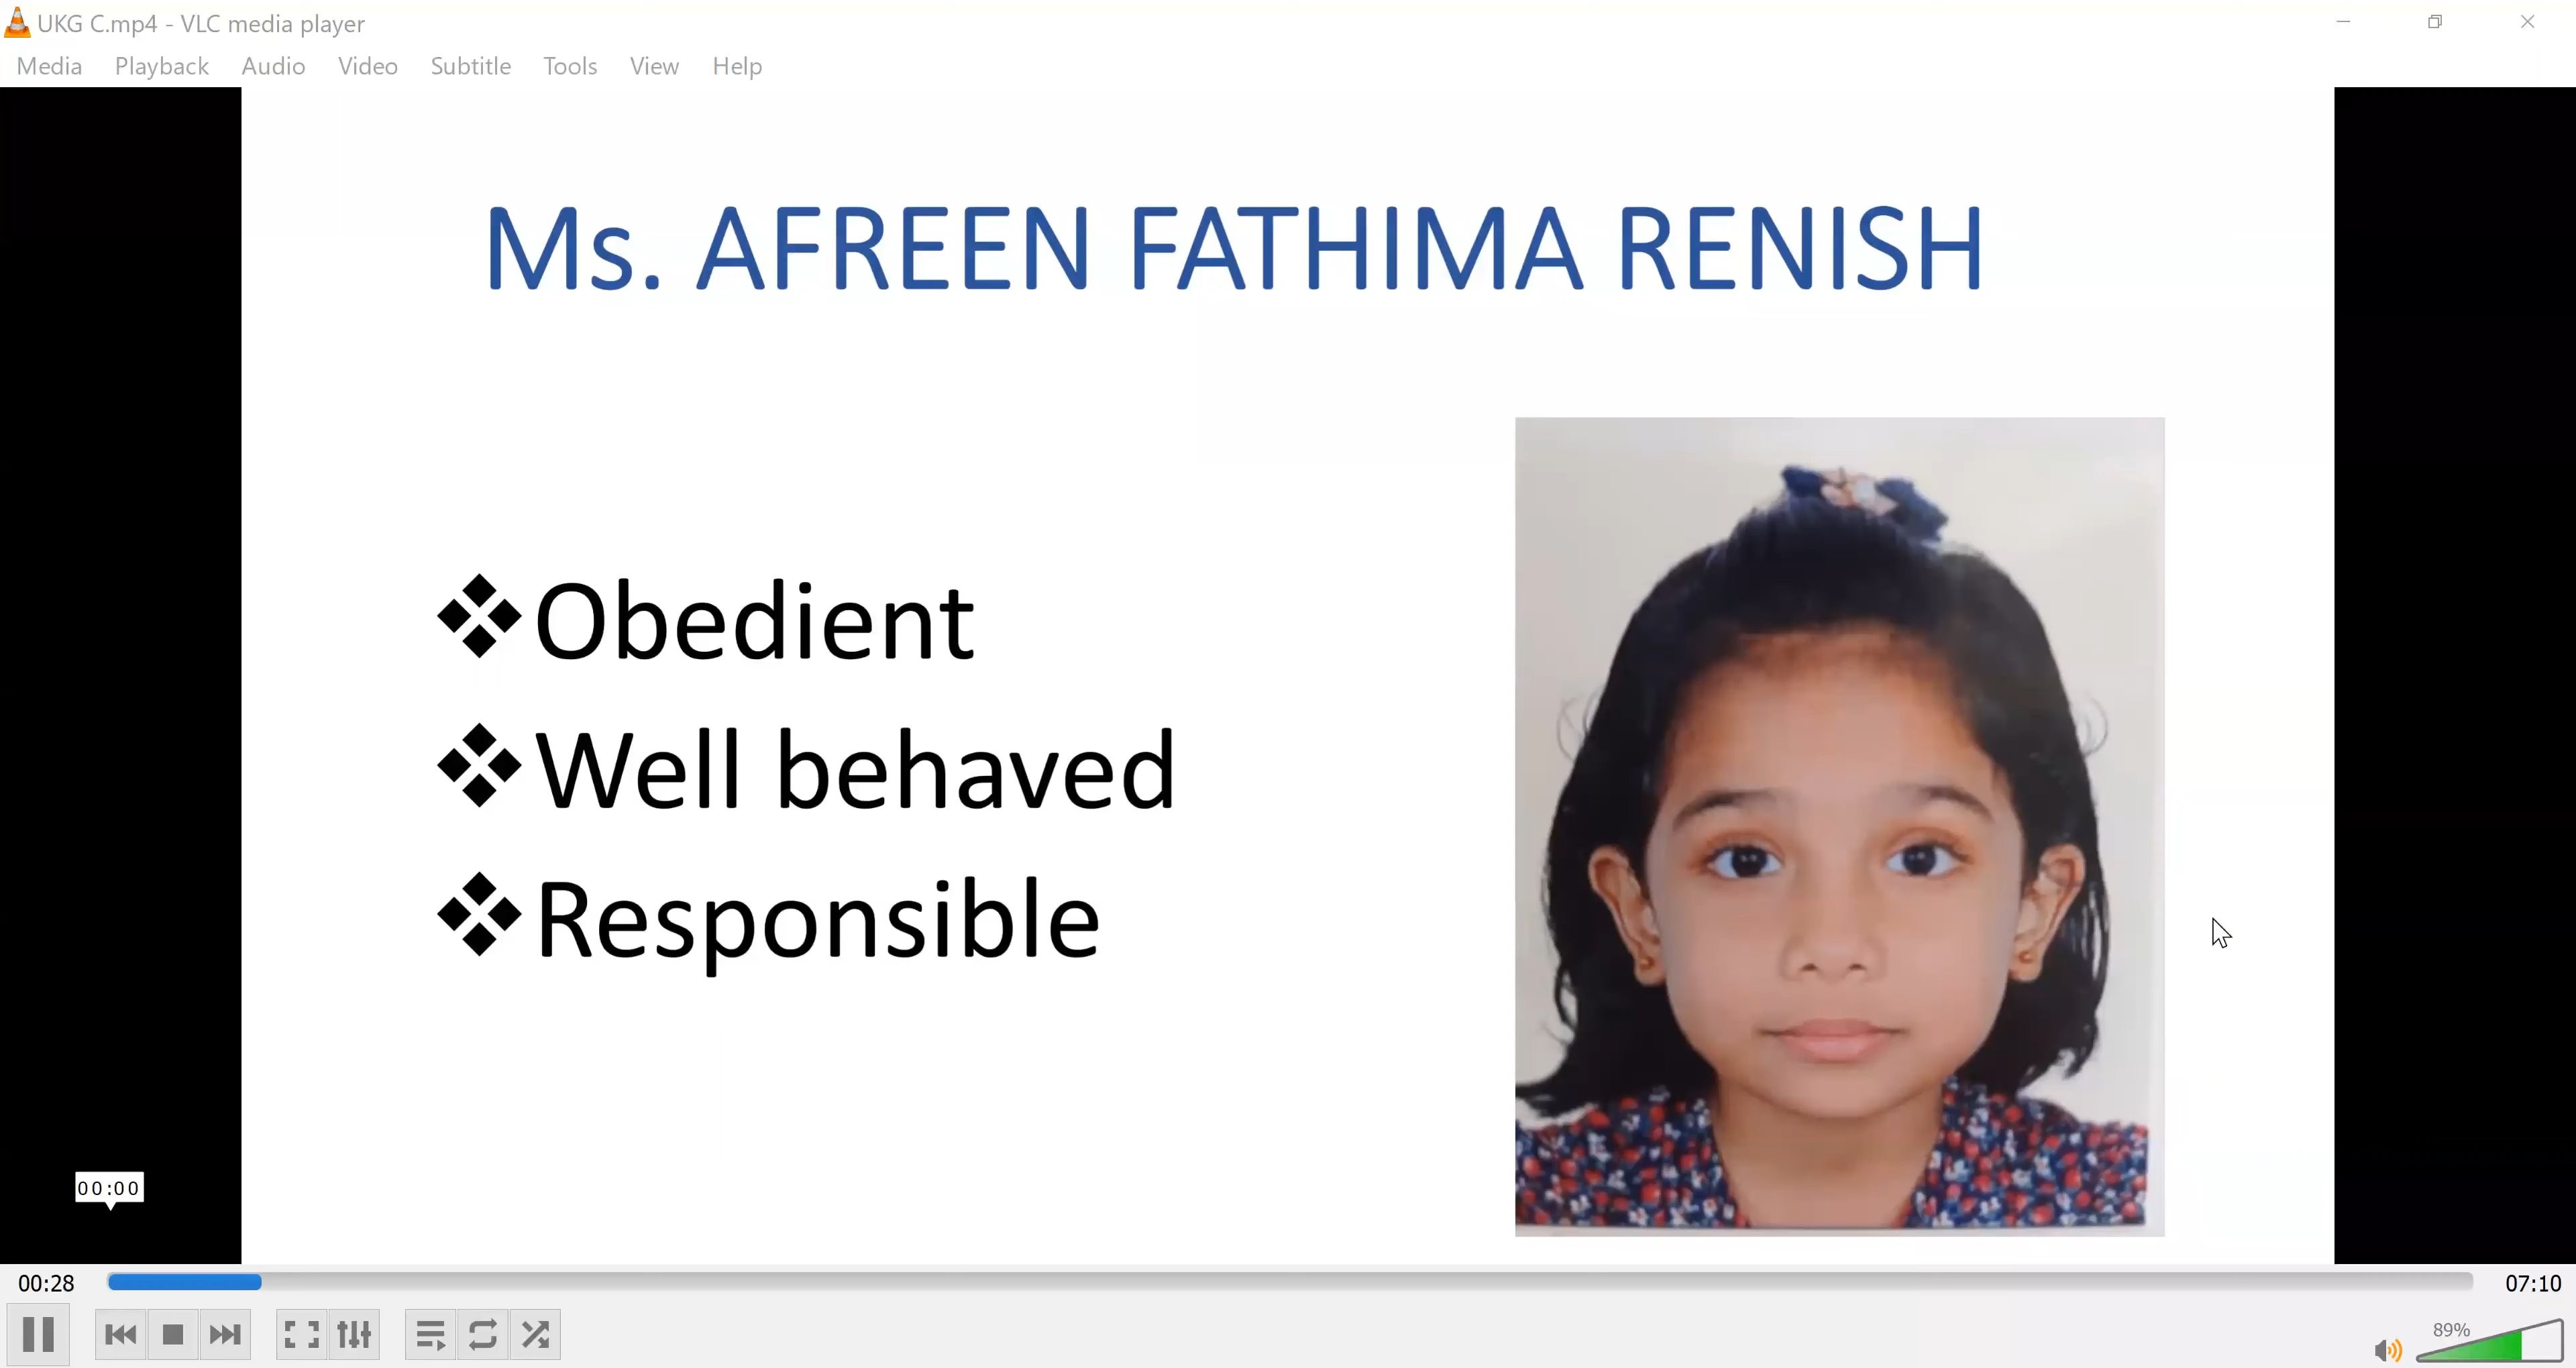 UKG C.mp4 - VLC media player
Media Playback Audio Video Subtitle Tools View Help
Ms. AFREEN FATHIMA RENISH
❖Obedient
❖Well behaved
❖Responsible
00:00
00:28 07:10
89%